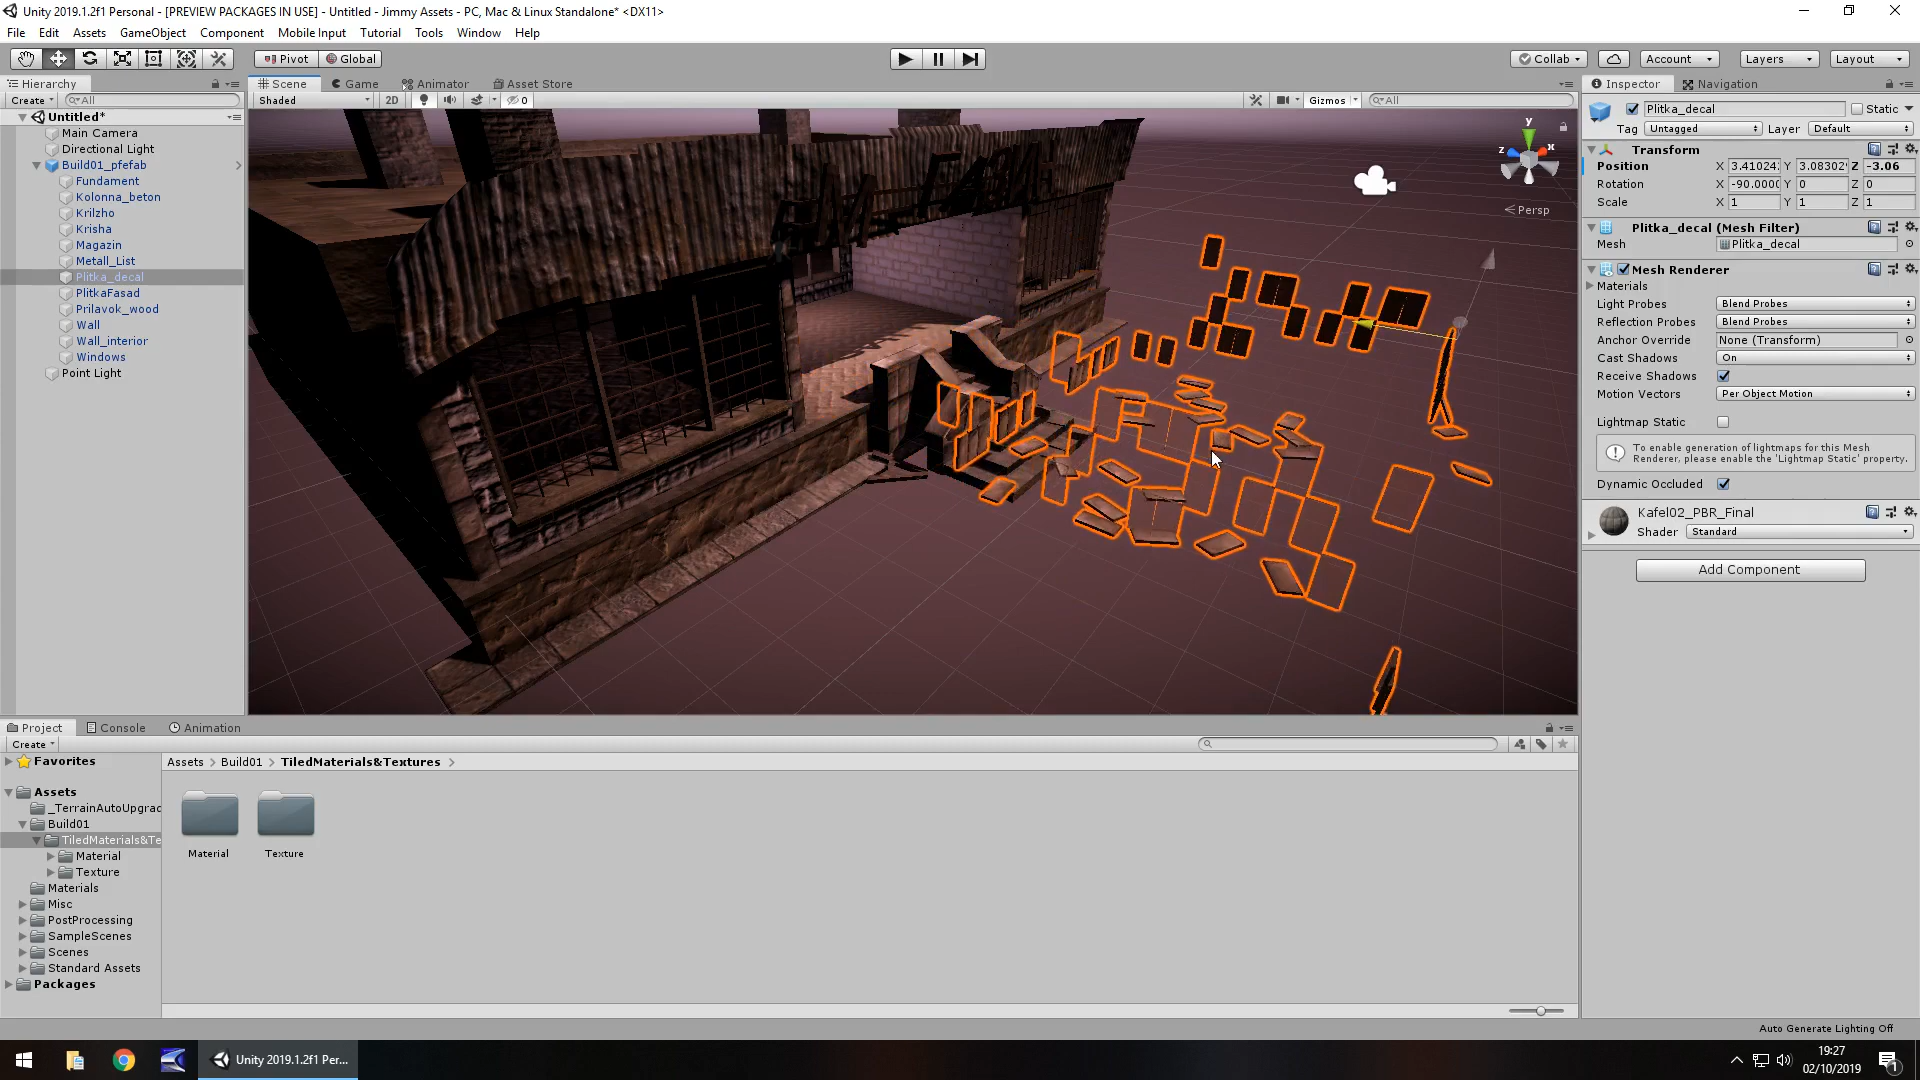 Unity 2019.1.2f1 Personal - [PREVIEW PACKAGES IN USE] - Untitled - Jimmy Assets - PC, Mac & Linux Standalone* <DX11>
File Edit Assets GameObject Component Mobile Input Tutorial Tools Window Help
Pivot Global Collab Account Layers Layout
Hierarchy Scene Game Animator Asset Store Inspector Navigation
Create All Shaded 2D 0 Gizmos All
Untitled*
Main Camera
Directional Light
Build01_pfefab
Fundament
Kolonna_beton
Krilzho
Krisha
Magazin
Metall_List
Plitka_decal
PlitkaFasad
Prilavok_wood
Wall
Wall_interior
Windows
Point Light
y
z x
Persp
Plitka_decal Static
Tag Untagged Layer Default
Transform
Position X 3.41024 Y 3.08302 Z -3.06
Rotation X -90.000 Y 0 Z 0
Scale X 1 Y 1 Z 1
Plitka_decal (Mesh Filter)
Mesh Plitka_decal
Mesh Renderer
Materials
Light Probes Blend Probes
Reflection Probes Blend Probes
Anchor Override None (Transform)
Cast Shadows On
Receive Shadows
Motion Vectors Per Object Motion
Lightmap Static
To enable generation of lightmaps for this Mesh
Renderer, please enable the 'Lightmap Static' property.
Dynamic Occluded
Kafel02_PBR_Final
Shader Standard
Add Component
Project Console Animation
Create
Favorites
Assets
_TerrainAutoUpgrac
Build01
TiledMaterials&Te
Material
Texture
Materials
Misc
PostProcessing
SampleScenes
Scenes
Standard Assets
Packages
Assets Build01 TiledMaterials&Textures
Material Texture
Auto Generate Lighting Off
Unity 2019.1.2f1 Per...
19:27
02/10/2019
1